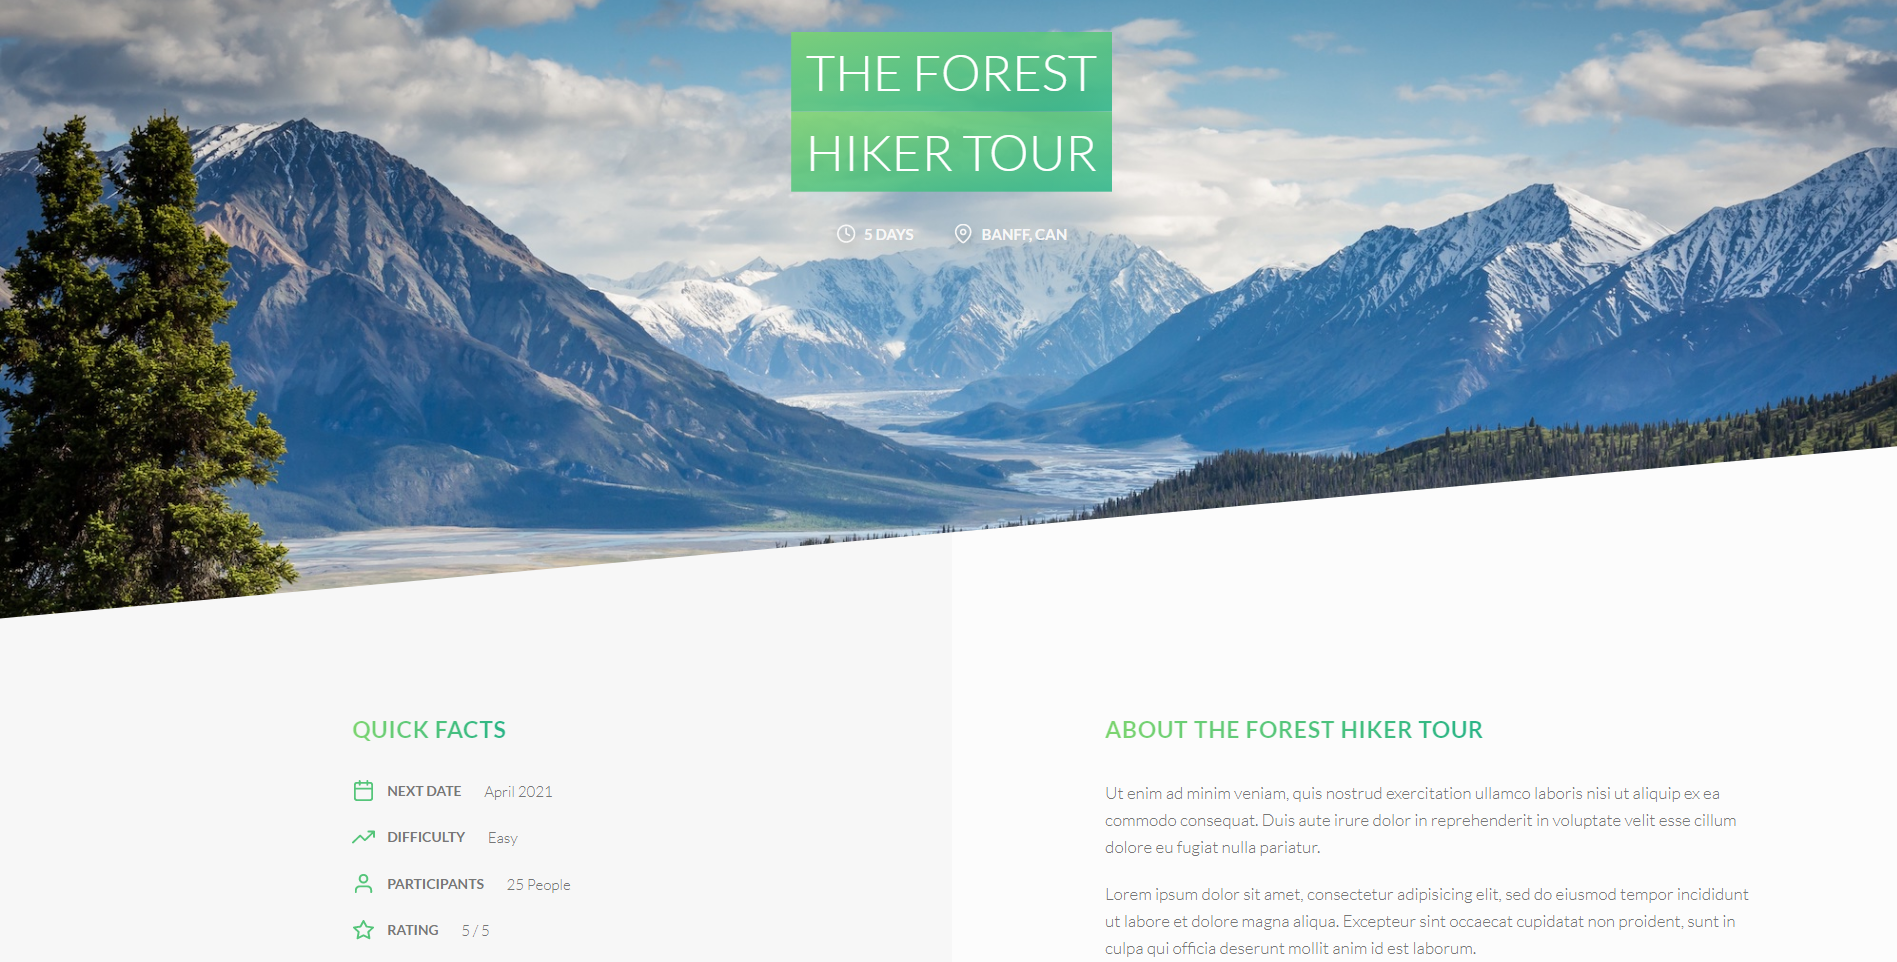 THE FOREST
HIKER TOUR
5 DAYS BANFF, CAN
QUICK FACTS
NEXT DATE April 2021
DIFFICULTY Easy
PARTICIPANTS 25 People
RATING 5 / 5
ABOUT THE FOREST HIKER TOUR
Ut enim ad minim veniam, quis nostrud exercitation ullamco laboris nisi ut aliquip ex ea
commodo consequat. Duis aute irure dolor in reprehenderit in voluptate velit esse cillum
dolore eu fugiat nulla pariatur.
Lorem ipsum dolor sit amet, consectetur adipisicing elit, sed do eiusmod tempor incididunt
ut labore et dolore magna aliqua. Excepteur sint occaecat cupidatat non proident, sunt in
culpa qui officia deserunt mollit anim id est laborum.